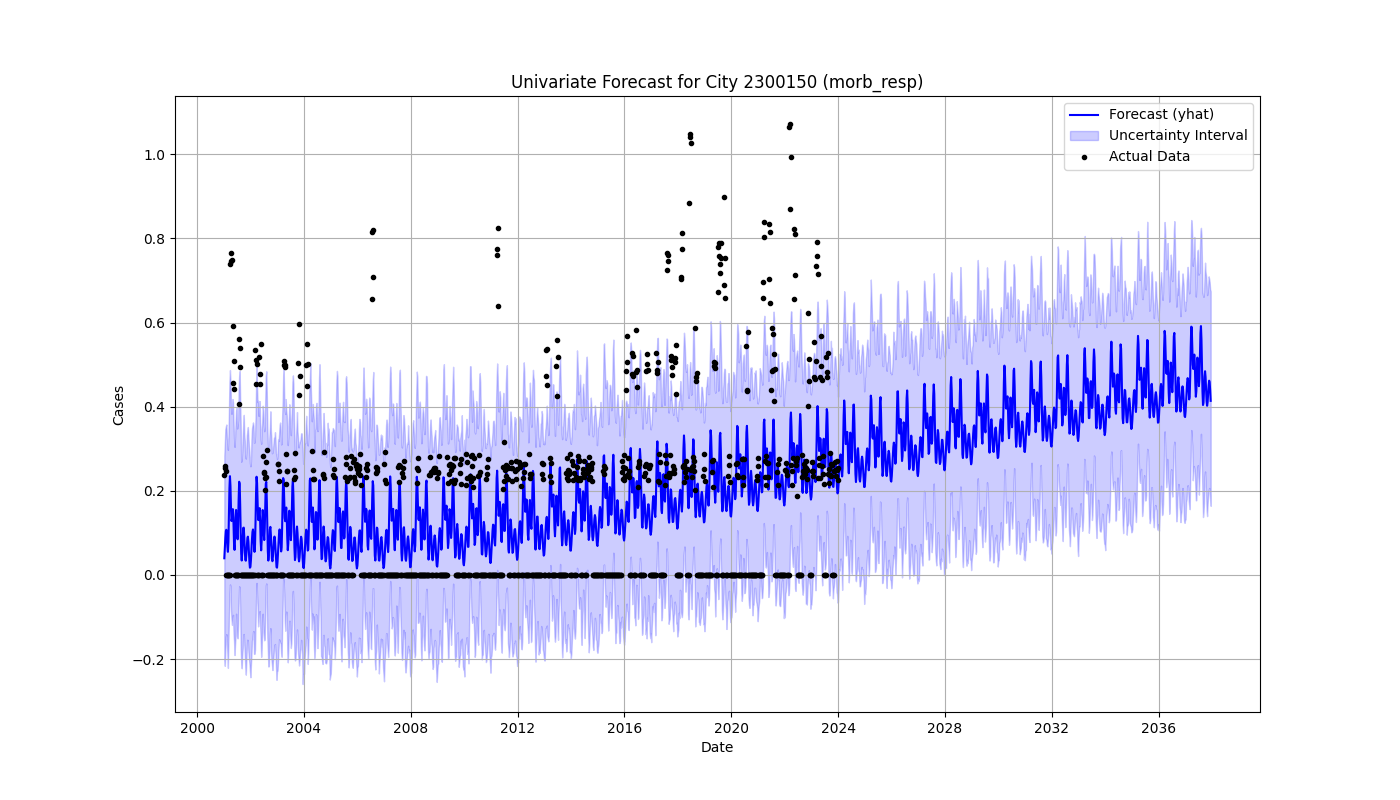 Univariate Forecast for City 2300150 (morb_resp)
Forecast (yhat)
Uncertainty Interval
Actual Data
Cases
1.0
0.8
0.6
0.4
0.2
0.0
−0.2
2000 2004 2008 2012 2016 2020 2024 2028 2032 2036
Date